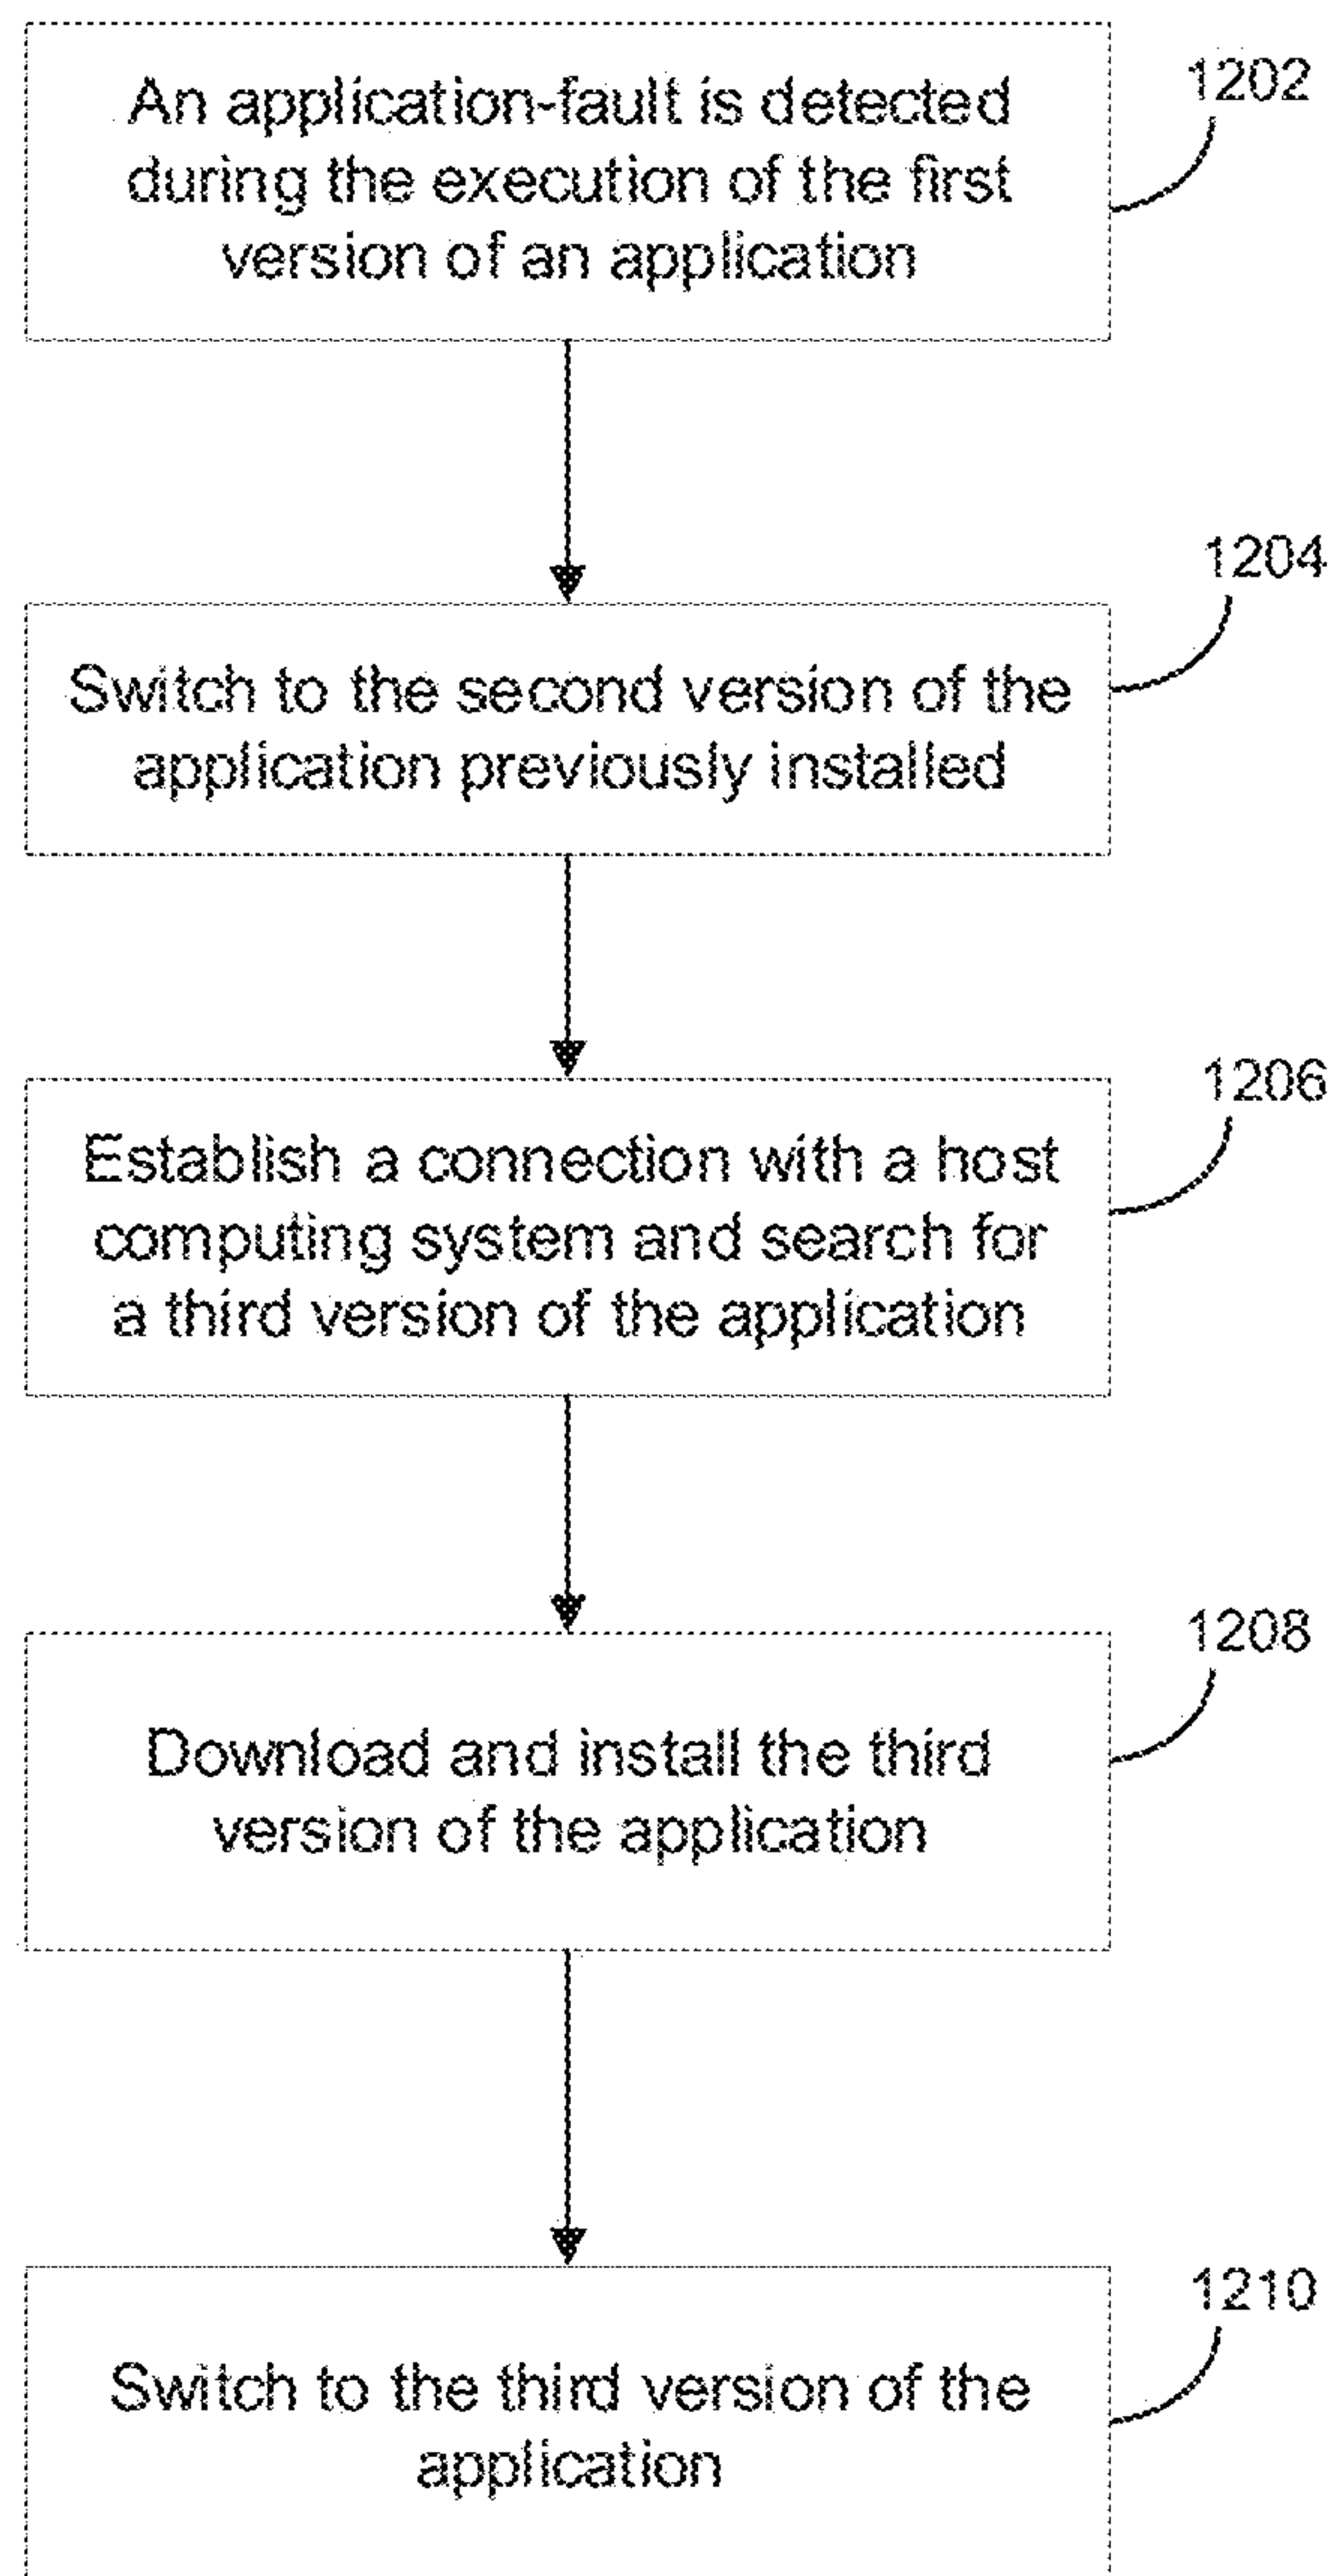 An application-fault is detected
during the execution of the first
version of an application
1202
Switch to the second version of the
application previously installed
1204
Establish a connection with a host
computing system and search for
a third version of the application
1206
Download and install the third
version of the application
1208
Switch to the third version of the
application
1210